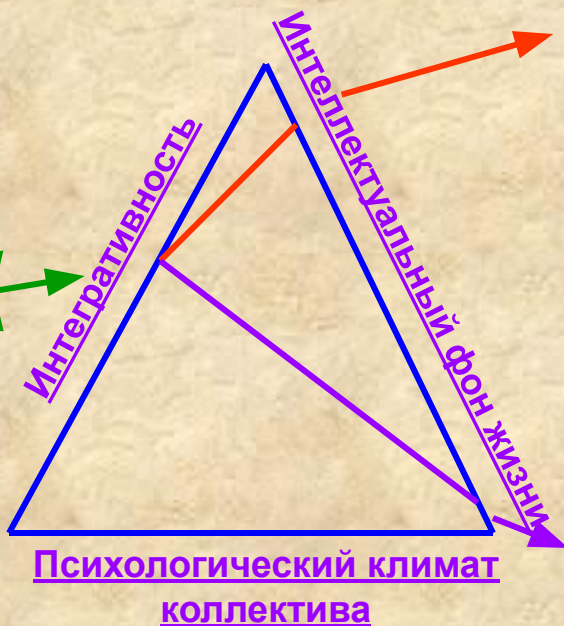 Интегративность
Интеллектуальный фон жизни
Психологический климат
коллектива